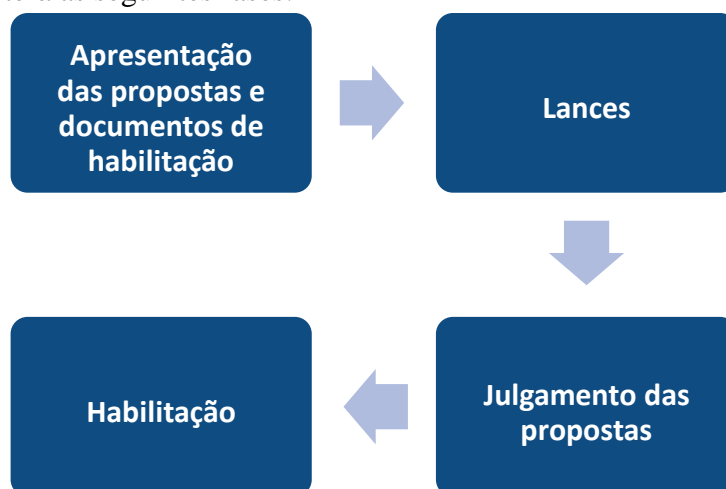 Apresentação
das propostas e
documentos de
habilitação
Lances
Julgamento das
propostas
Habilitação